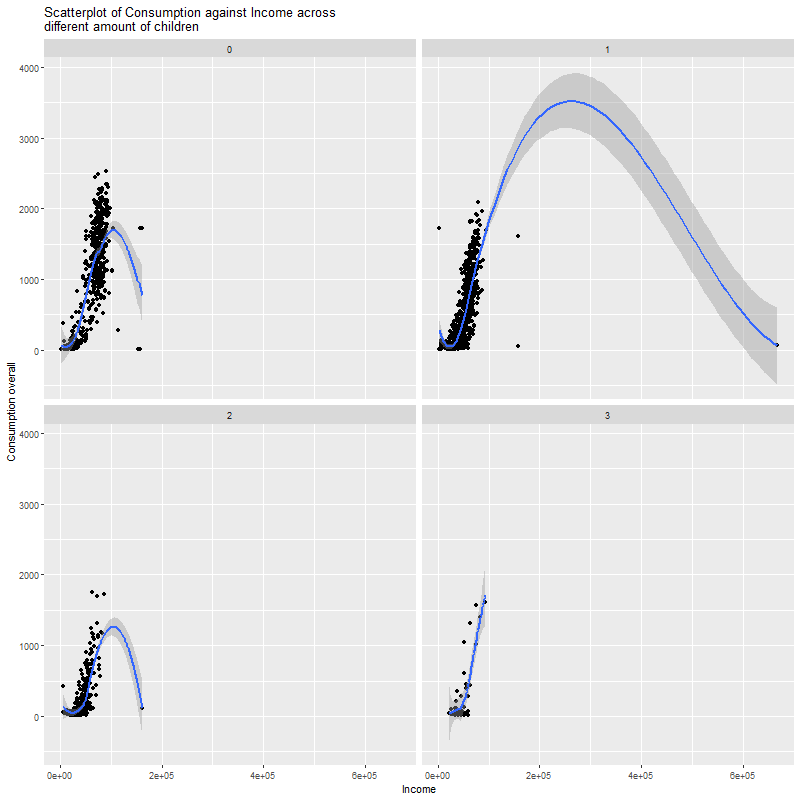 Scatterplot of Consumption against Income across
different amount of children
0
1
4000
3000
2000
1000
0
2
3
4000
3000
2000
1000
0
Consumption overall
0e+00 2e+05 4e+05 6e+05 0e+00 2e+05 4e+05 6e+05
Income